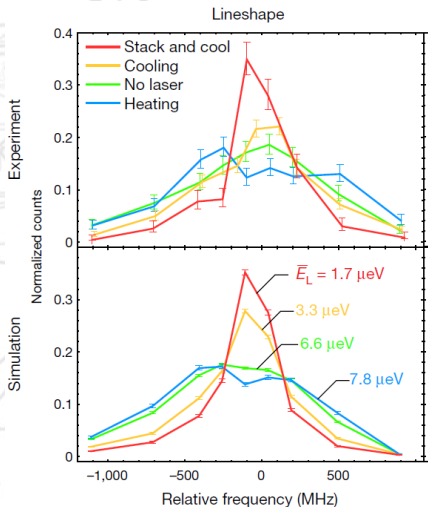 Lineshape
0.4
Stack and cool
Cooling
No laser
Heating
0.3
0.2
0.1
0
Experiment
Normalized counts
Simulation
ĒL = 1.7 µeV
3.3 µeV
6.6 µeV
7.8 µeV
0.3
0.2
0.1
0
−1,000 −500 0 500
Relative frequency (MHz)